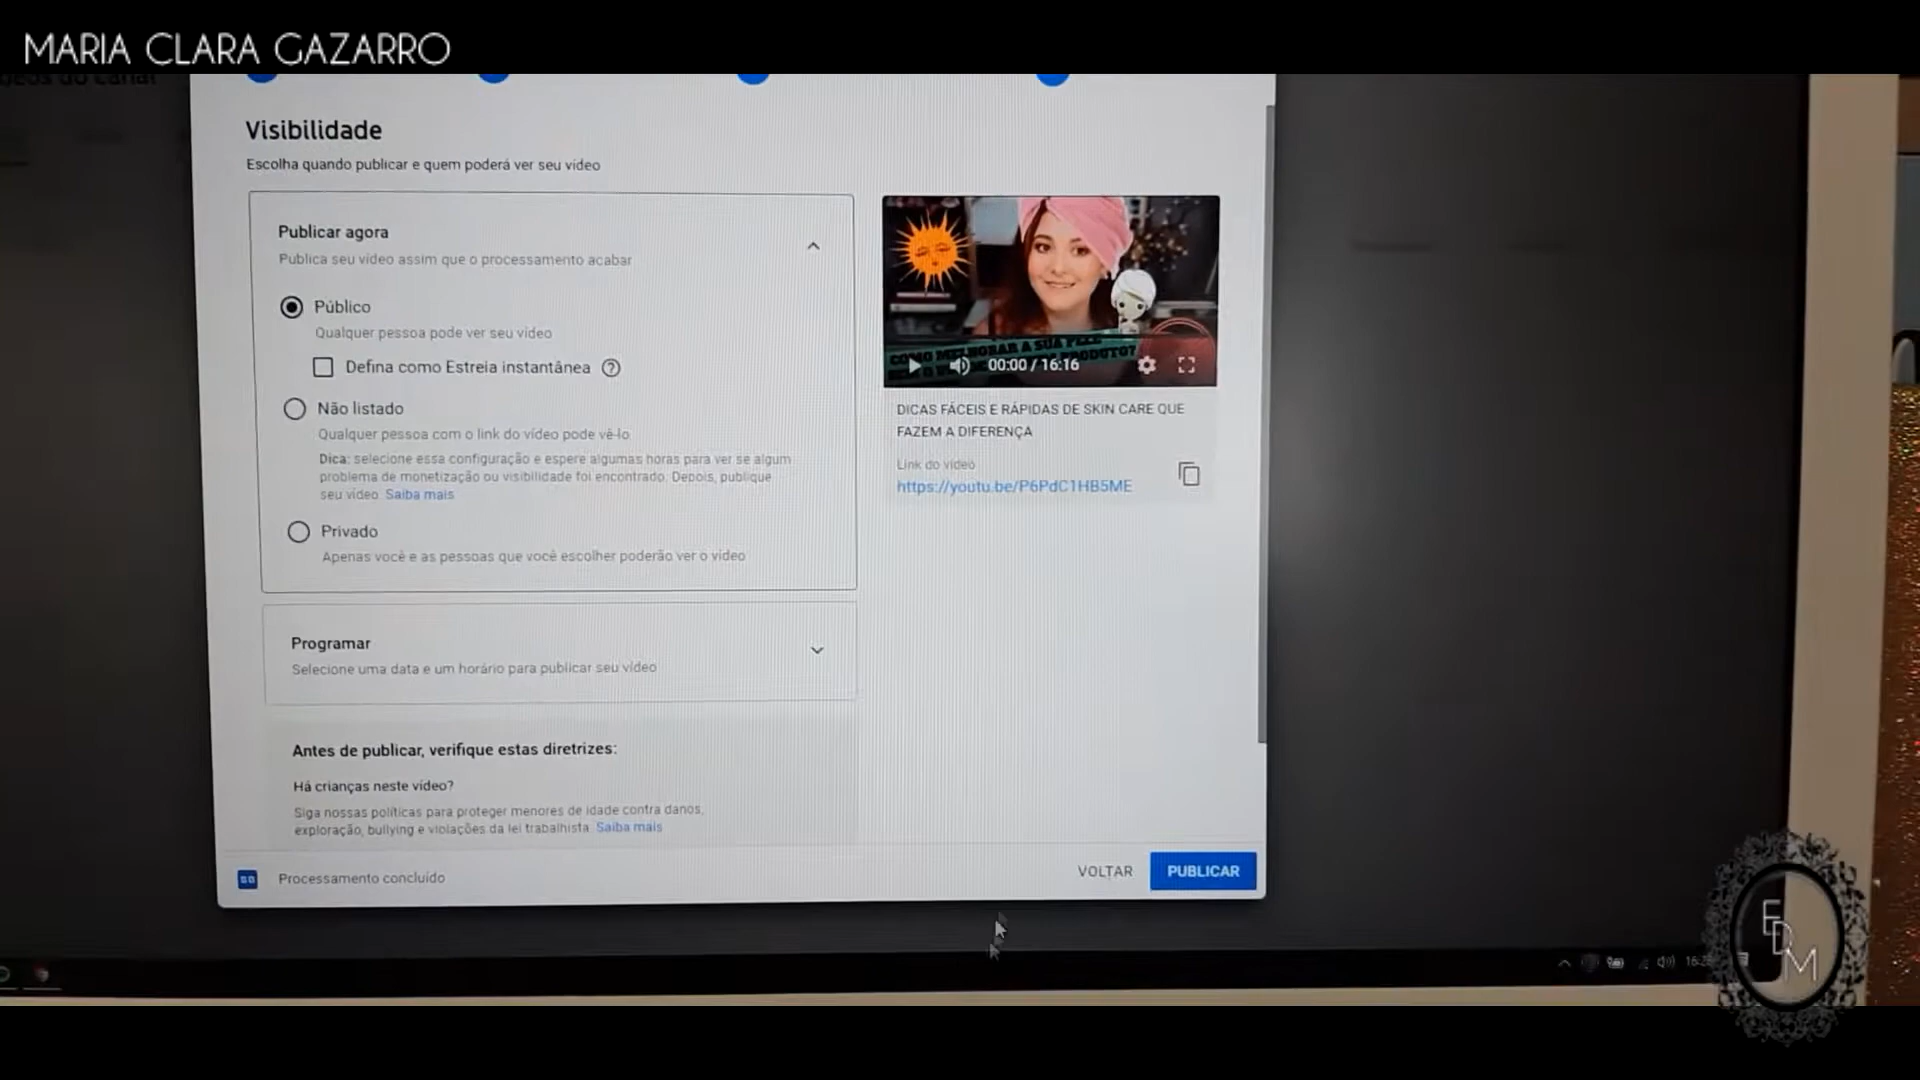 MARIA CLARA GAZARRO
Visibilidade
Escolha quando publicar e quem poderá ver seu vídeo
Publicar agora
Publica seu vídeo assim que o processamento acabar
Público
Qualquer pessoa pode ver seu vídeo
Defina como Estreia instantânea
Não listado
Qualquer pessoa com o link do vídeo pode vê-lo
Dica: selecione essa configuração e espere algumas horas para ver se algum
problema de monetização ou visibilidade foi encontrado. Depois, publique
seu vídeo. Saiba mais
Privado
Apenas você e as pessoas que você escolher poderão ver o vídeo
Programar
Selecione uma data e um horário para publicar seu vídeo
Antes de publicar, verifique estas diretrizes:
Há crianças neste vídeo?
Siga nossas políticas para proteger menores de idade contra danos,
exploração, bullying e violações da lei trabalhista. Saiba mais
Processamento concluído
VOLTAR
PUBLICAR
COMO MELHORAR A SUA PELE
PRODUTO?
00:00 / 16:16
DICAS FÁCEIS E RÁPIDAS DE SKIN CARE QUE
FAZEM A DIFERENÇA
Link do vídeo
https://youtu.be/P6PdC1HB5ME
EDM